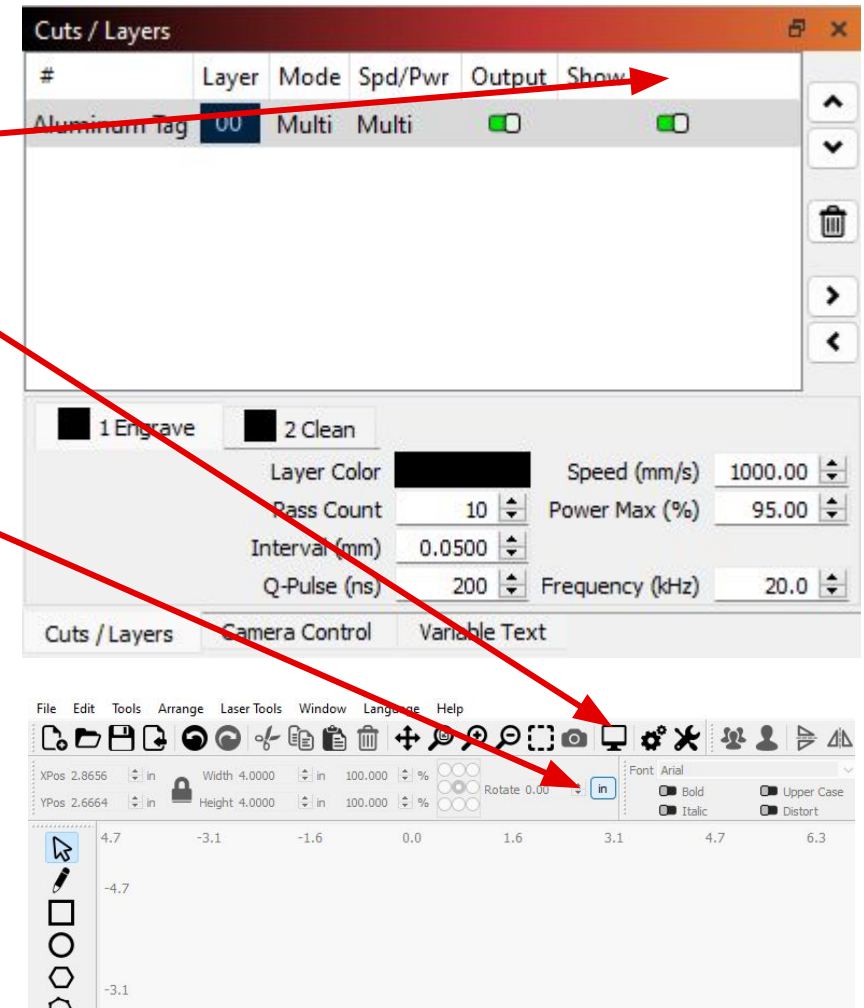 Cuts / Layers
# Layer Mode Spd/Pwr Output Show
Aluminum Tag 00 Multi Multi
1 Engrave 2 Clean
Layer Color Speed (mm/s) 1000.00
Pass Count 10 Power Max (%) 95.00
Interval (mm) 0.0500
Q-Pulse (ns) 200 Frequency (kHz) 20.0
Cuts / Layers Camera Control Variable Text
File Edit Tools Arrange Laser Tools Window Language Help
XPos 2.8656 in Width 4.0000 in 100.000 % Rotate 0.00 in Font Arial
Bold Upper Case
YPos 2.6664 in Height 4.0000 in 100.000 %
Italic Distort
4.7 -3.1 -1.6 0.0 1.6 3.1 4.7 6.3
-4.7
-3.1